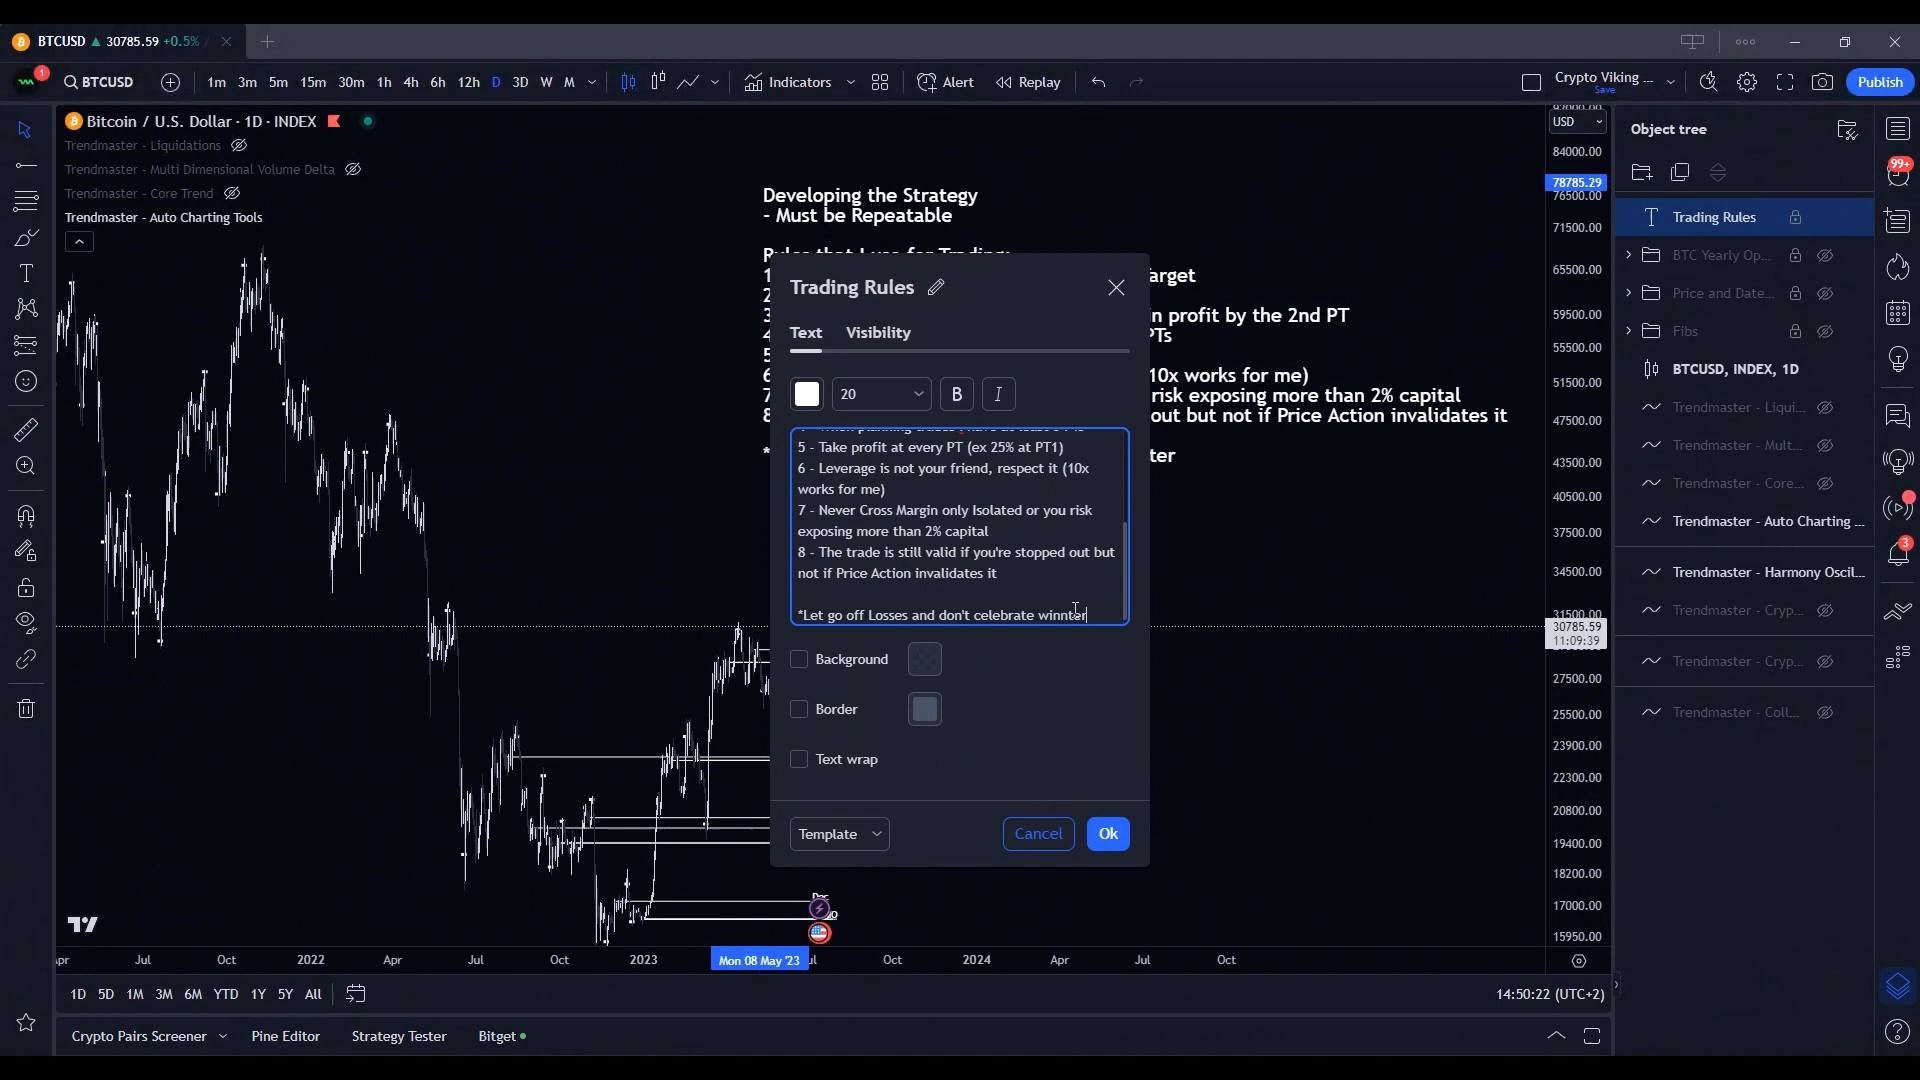 BTCUSD ▲ 30785.59 +0.5% /
1
BTCUSD
1m 3m 5m 15m 30m 1h 4h 6h 12h D 3D W M
Indicators
Alert
Replay
Crypto Viking ...
Save
Publish
Bitcoin / U.S. Dollar · 1D · INDEX
Trendmaster - Liquidations
Trendmaster - Multi Dimensional Volume Delta
Trendmaster - Core Trend
Trendmaster - Auto Charting Tools
Developing the Strategy
- Must be Repeatable
arget
in profit by the 2nd PT
PTs
10x works for me)
risk exposing more than 2% capital
out but not if Price Action invalidates it
ter
Trading Rules
Text Visibility
20 B I
5 - Take profit at every PT (ex 25% at PT1)
6 - Leverage is not your friend, respect it (10x
works for me)
7 - Never Cross Margin only Isolated or you risk
exposing more than 2% capital
8 - The trade is still valid if you're stopped out but
not if Price Action invalidates it
*Let go off Losses and don't celebrate winnter
Background
Border
Text wrap
Template
Cancel
Ok
USD
84000.00
78785.29
76500.00
71500.00
65500.00
59500.00
55500.00
51500.00
47500.00
43500.00
40500.00
37500.00
34500.00
31500.00
30785.59
11:09:39
27500.00
25500.00
23900.00
22300.00
20800.00
19400.00
18200.00
17000.00
15950.00
Object tree
Trading Rules
BTC Yearly Op...
Price and Date...
Fibs
BTCUSD, INDEX, 1D
Trendmaster - Liqui...
Trendmaster - Mult...
Trendmaster - Core...
Trendmaster - Auto Charting ...
Trendmaster - Harmony Oscil...
Trendmaster - Cryp...
Trendmaster - Cryp...
Trendmaster - Coll...
99+
3
Jul Oct 2022 Apr Jul Oct 2023 Mon 08 May '23 Oct 2024 Apr Jul Oct
1D 5D 1M 3M 6M YTD 1Y 5Y All
14:50:22 (UTC+2)
Crypto Pairs Screener
Pine Editor
Strategy Tester
Bitget